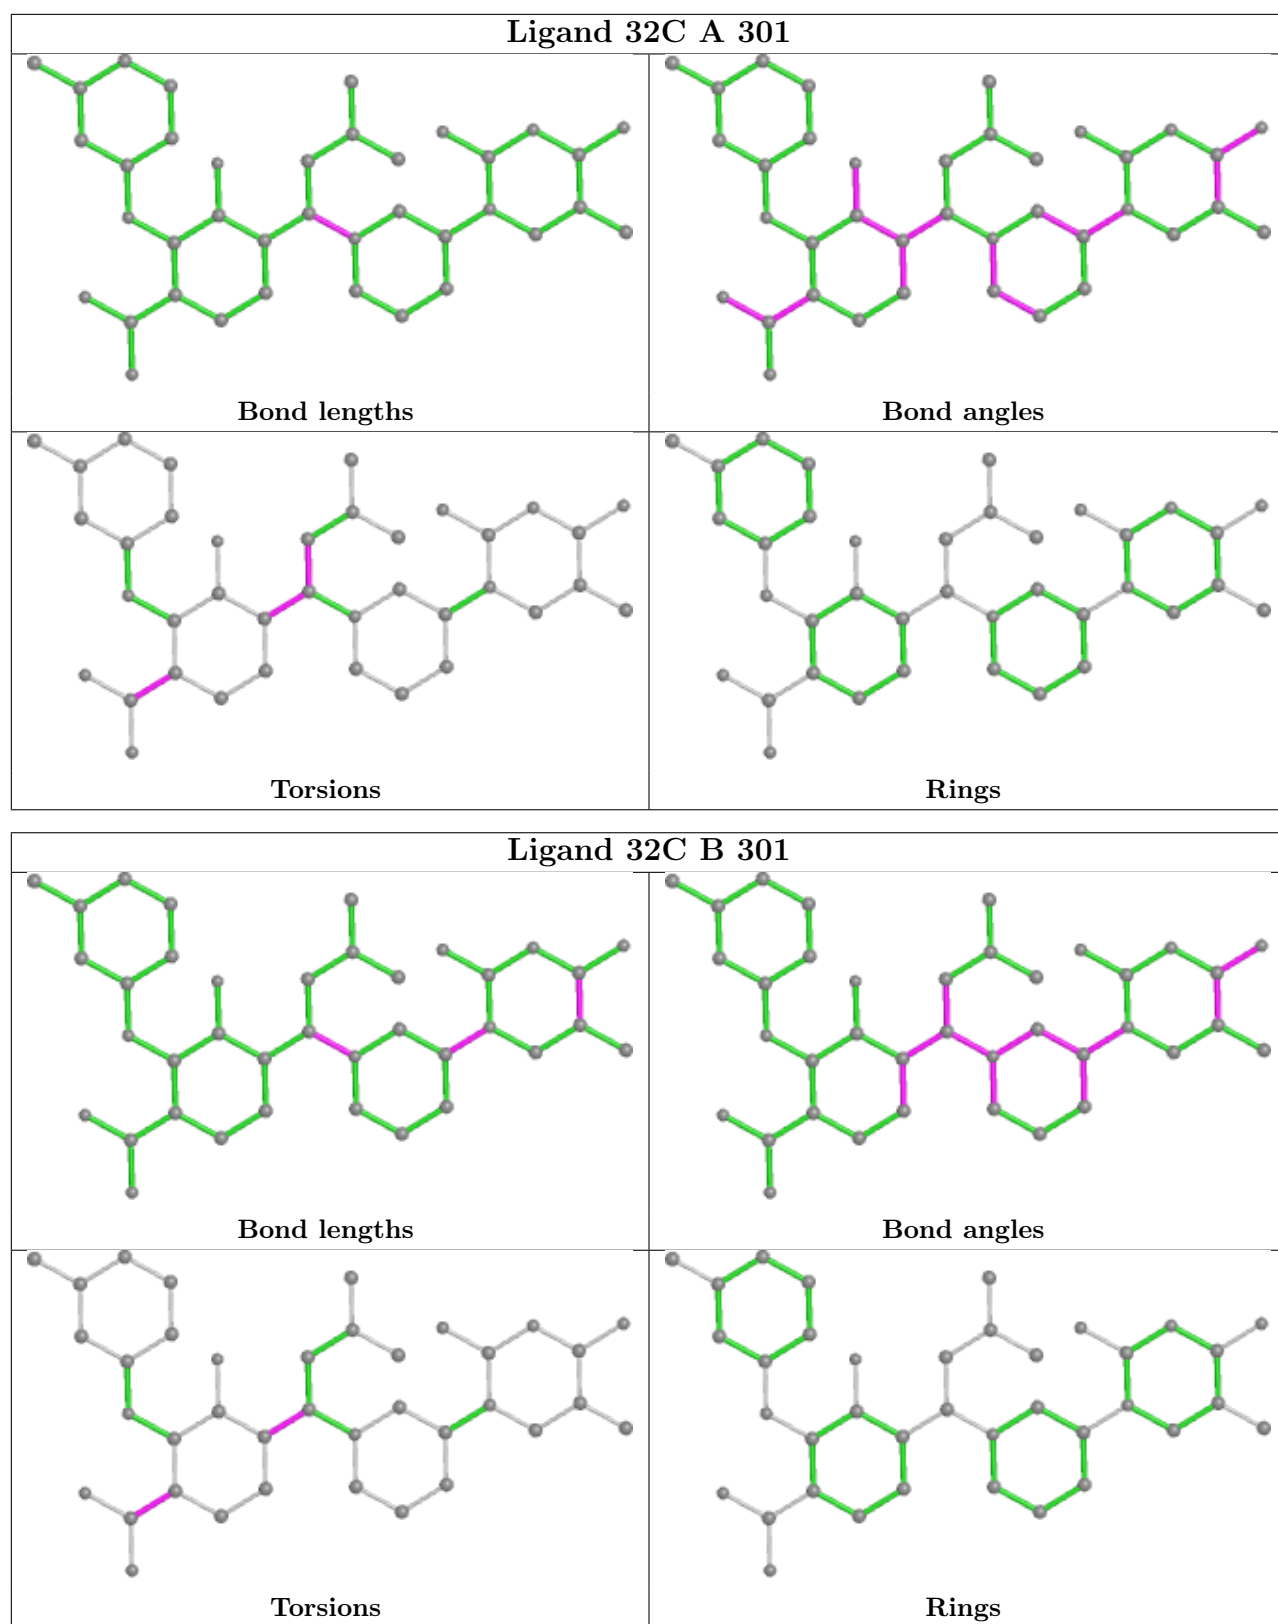 Ligand 32C A 301
Bond lengths
Bond angles
Torsions
Rings
Ligand 32C B 301
Bond lengths
Bond angles
Torsions
Rings